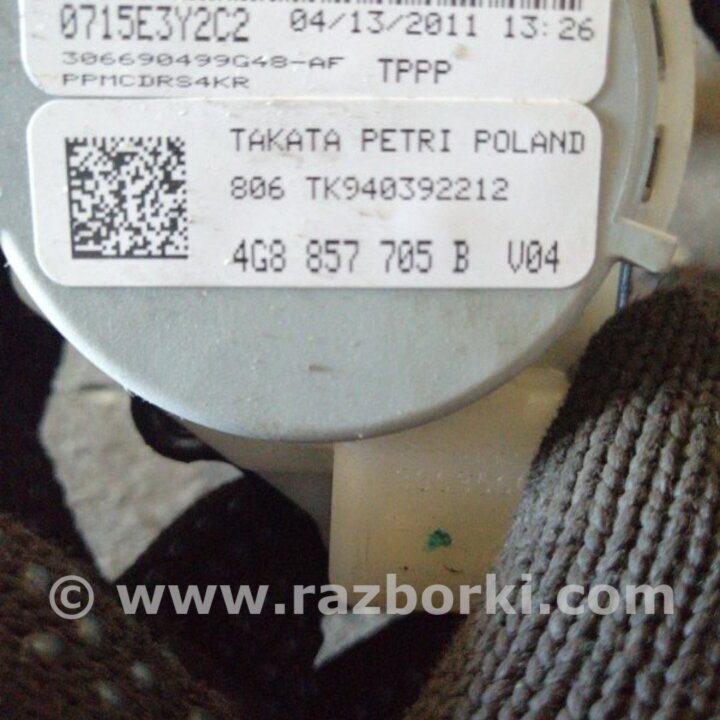 0715E3Y2C2 04/13/2011 13:26
306690499G48-AF TPPP
PPMCDRS4KR
TAKATA PETRI POLAND
806 TK940392212
4G8 857 705 B V04
© www.razborki.com